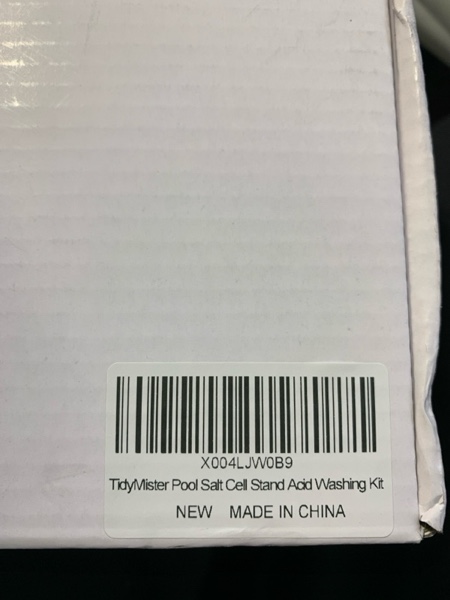 X004LJW0B9
TidyMister Pool Salt Cell Stand Acid Washing Kit
NEW MADE IN CHINA